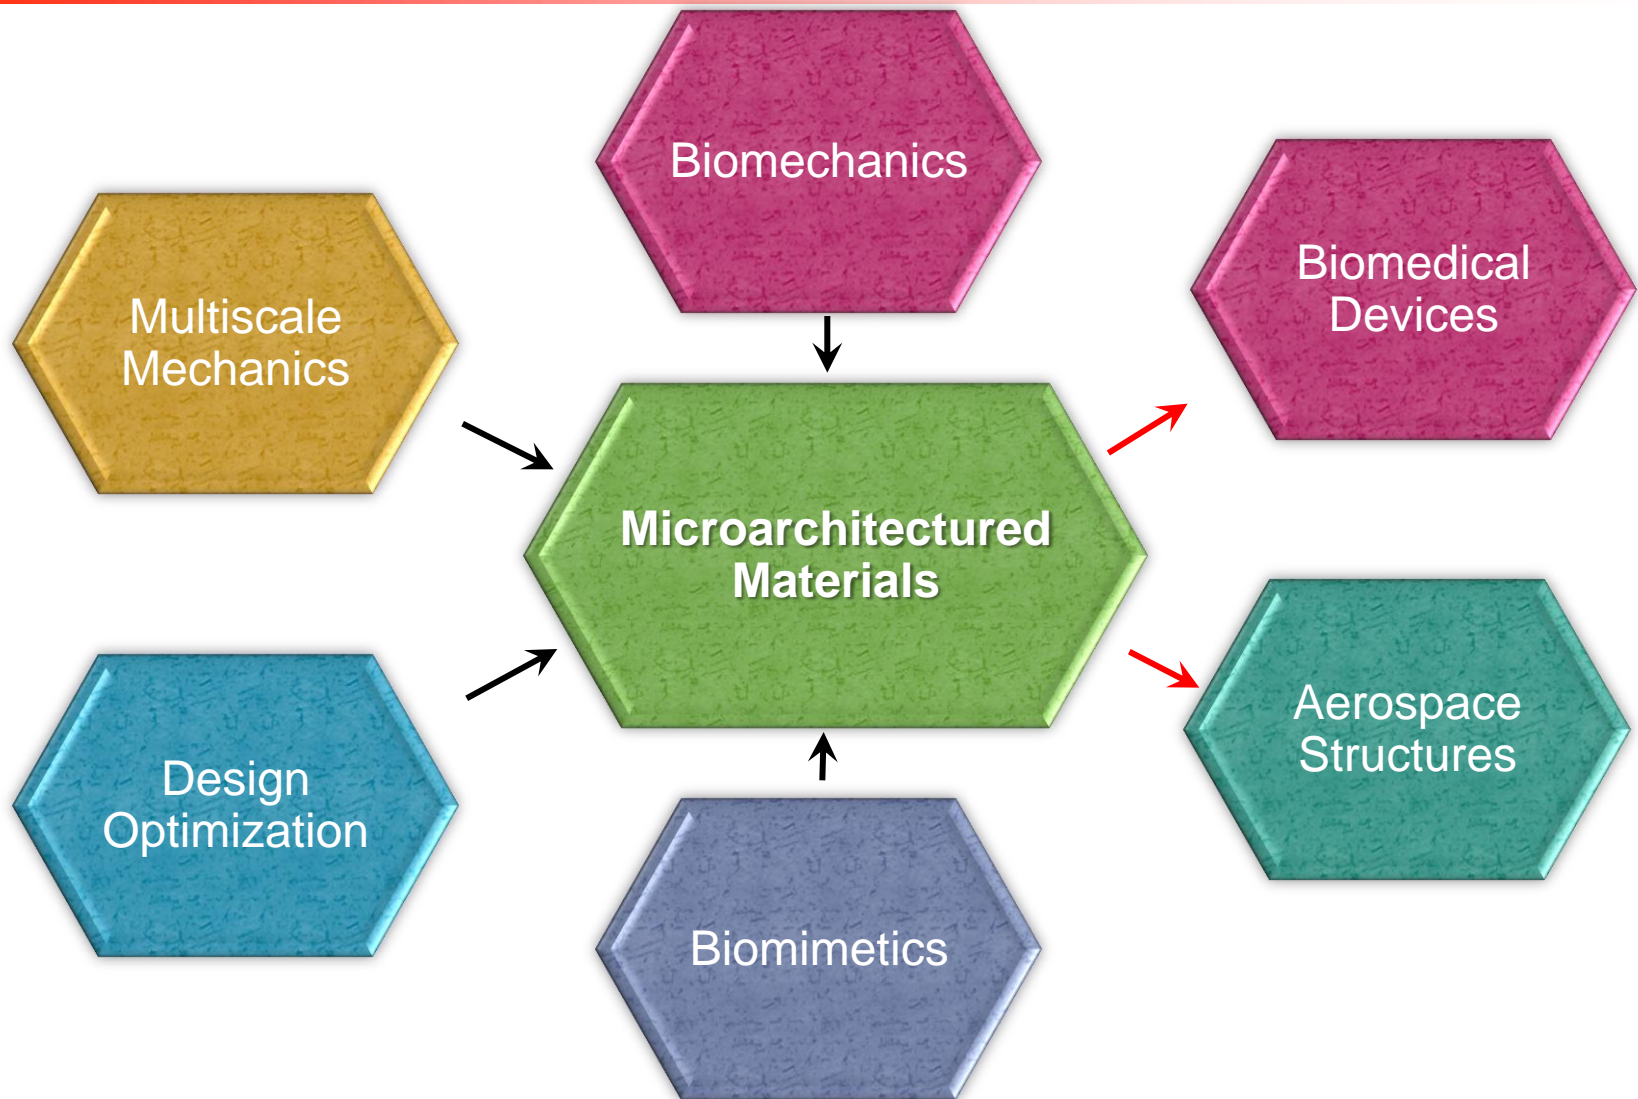 Biomechanics
Biomedical
Devices
Multiscale
Mechanics
Microarchitectured
Materials
Aerospace
Structures
Design
Optimization
Biomimetics